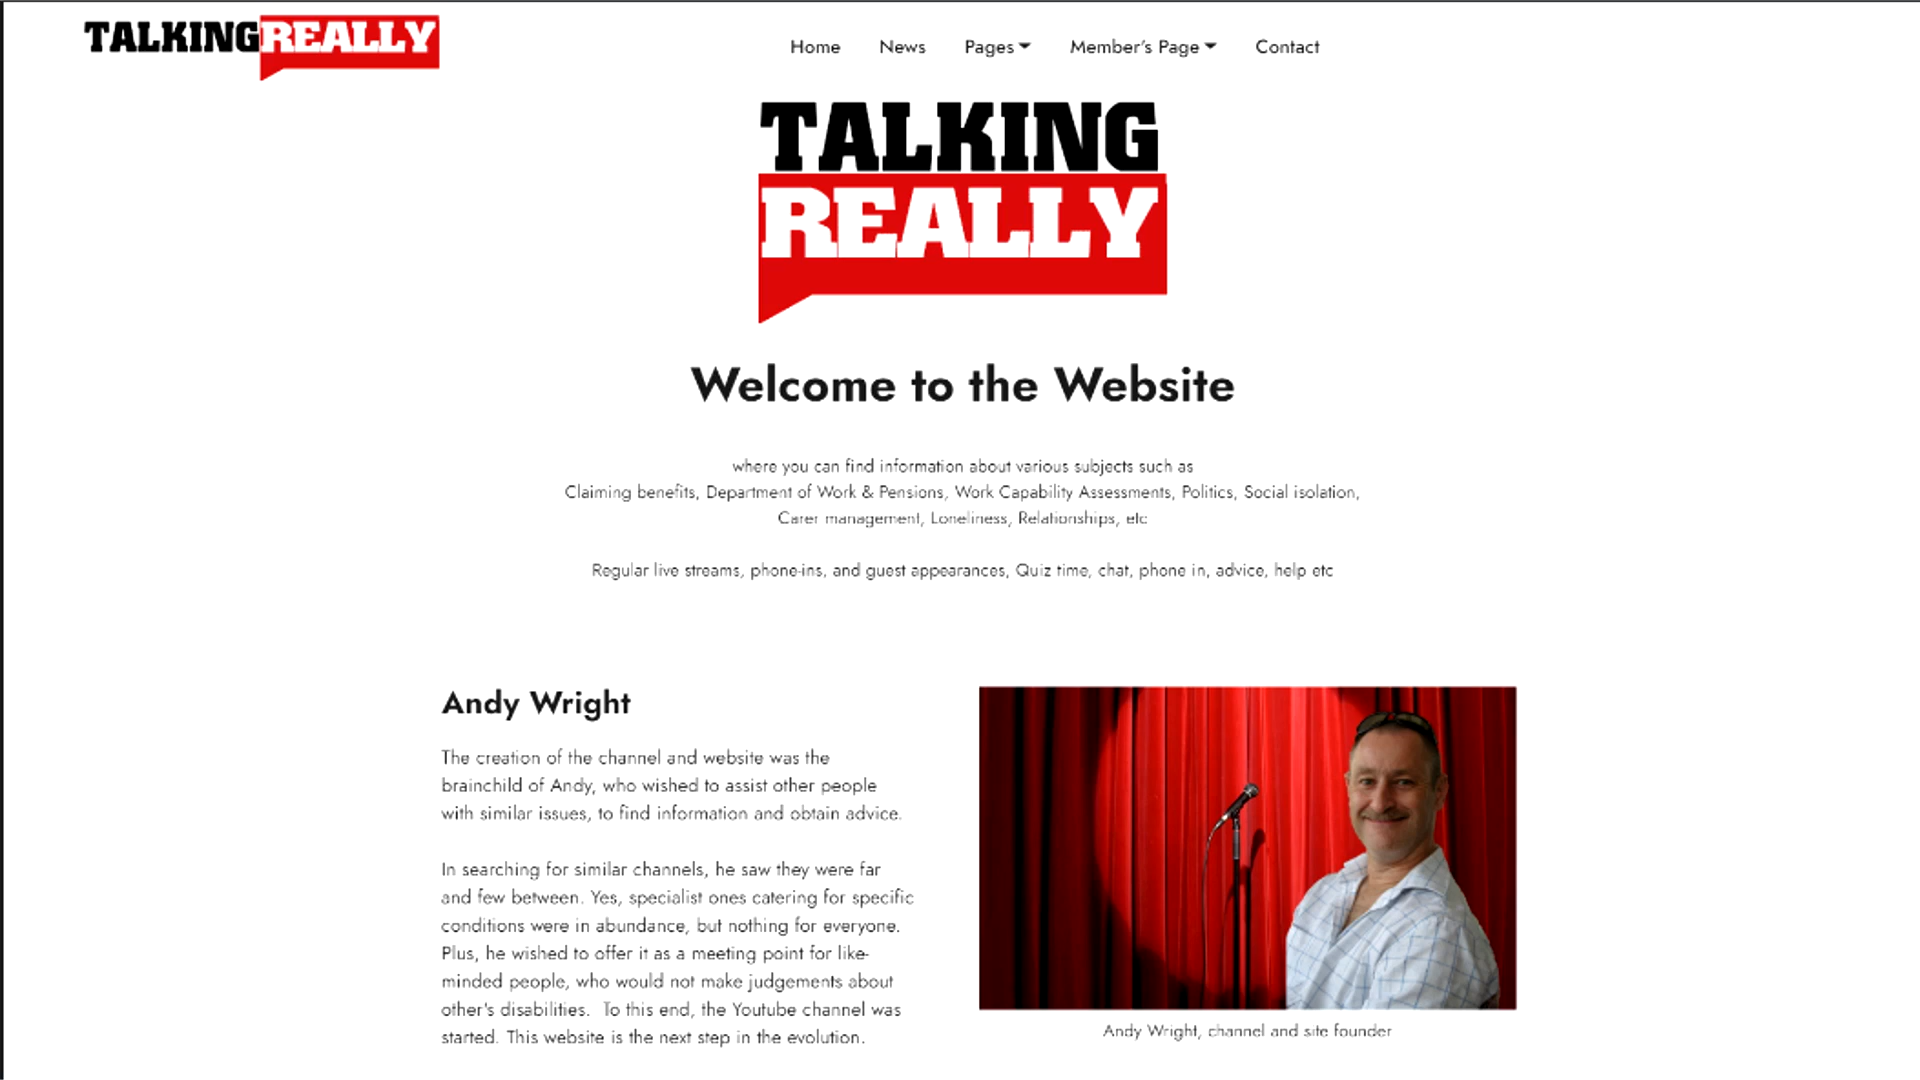 TALKINGREALLY
Home News Pages Member's Page Contact
TALKING
REALLY
Welcome to the Website
where you can find information about various subjects such as
Claiming benefits, Department of Work & Pensions, Work Capability Assessments, Politics, Social isolation,
Carer management, Loneliness, Relationships, etc
Regular live streams, phone-ins, and guest appearances, Quiz time, chat, phone in, advice, help etc
Andy Wright
The creation of the channel and website was the
brainchild of Andy, who wished to assist other people
with similar issues, to find information and obtain advice.
In searching for similar channels, he saw they were far
and few between. Yes, specialist ones catering for specific
conditions were in abundance, but nothing for everyone.
Plus, he wished to offer it as a meeting point for like-
minded people, who would not make judgements about
other's disabilities. To this end, the Youtube channel was
started. This website is the next step in the evolution.
Andy Wright, channel and site founder